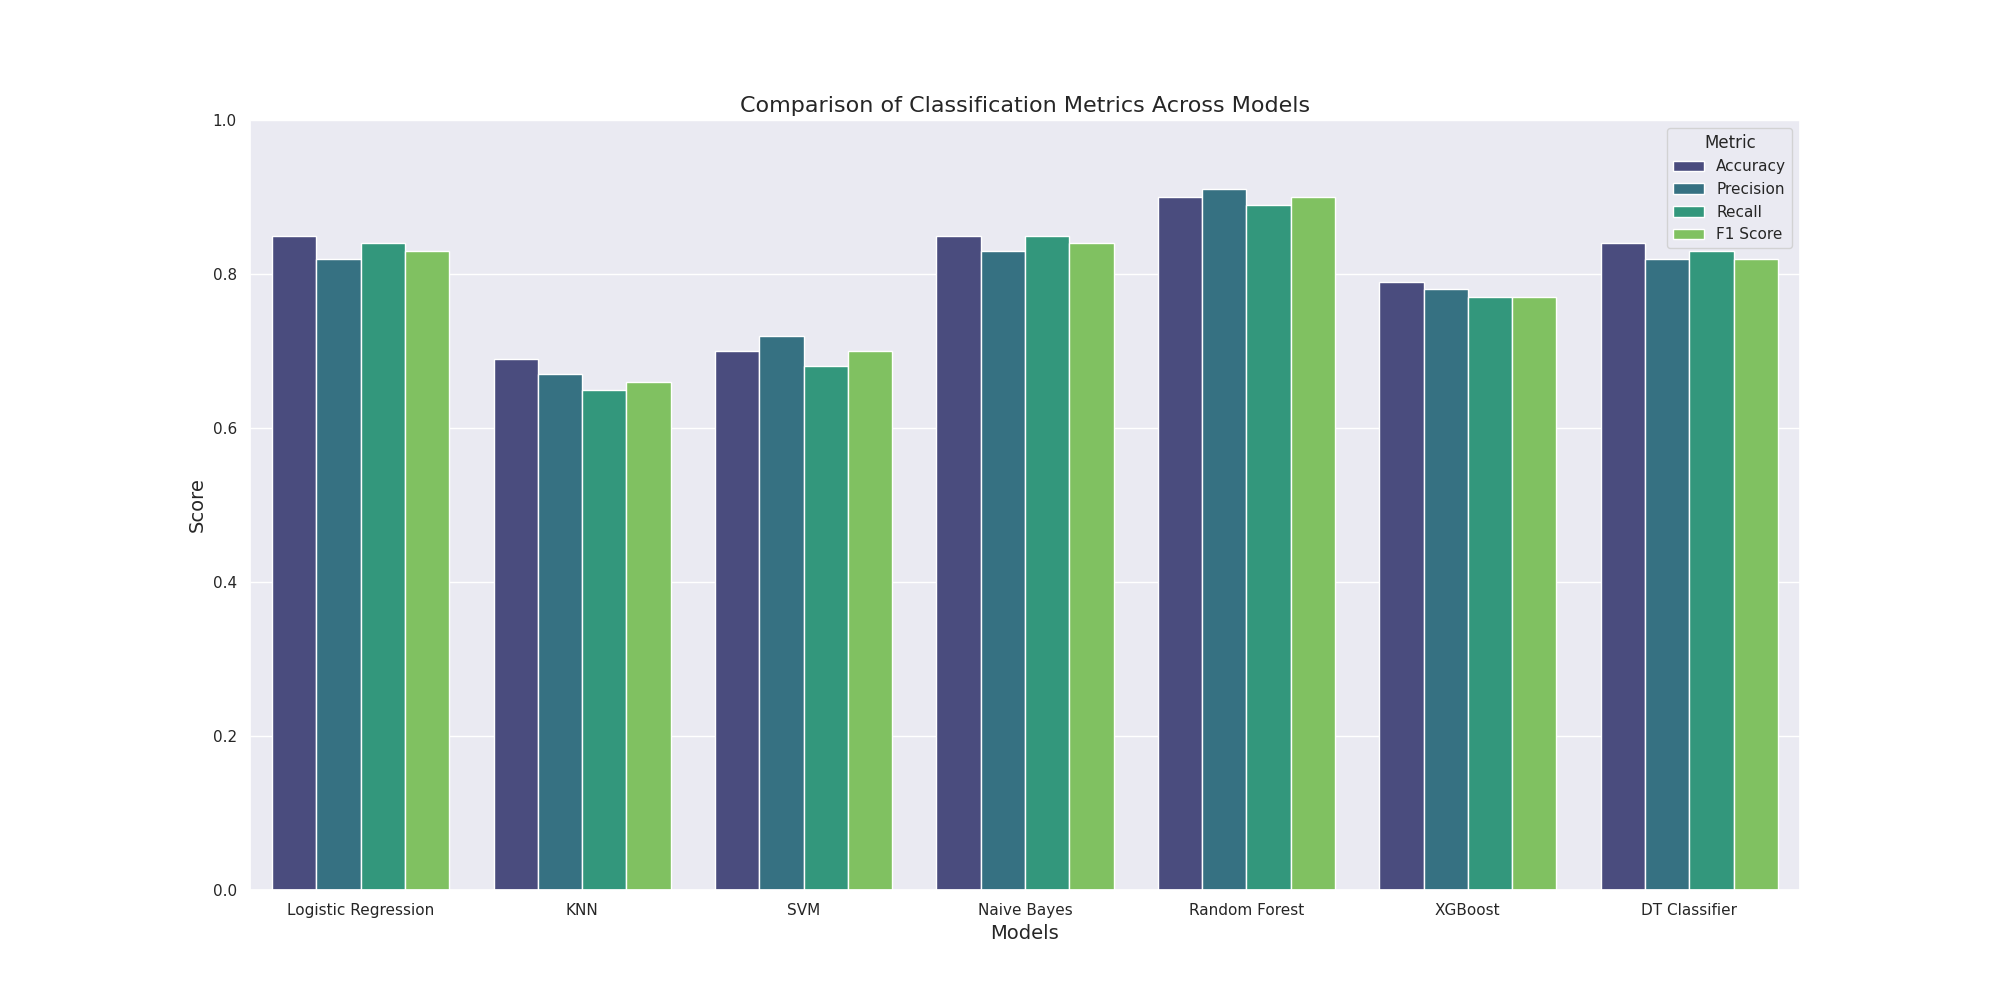 Comparison of Classification Metrics Across Models
1.0
0.8
0.6
0.4
0.2
0.0
Score
Metric
Accuracy
Precision
Recall
F1 Score
Logistic Regression
KNN
SVM
Naive Bayes
Random Forest
XGBoost
DT Classifier
Models